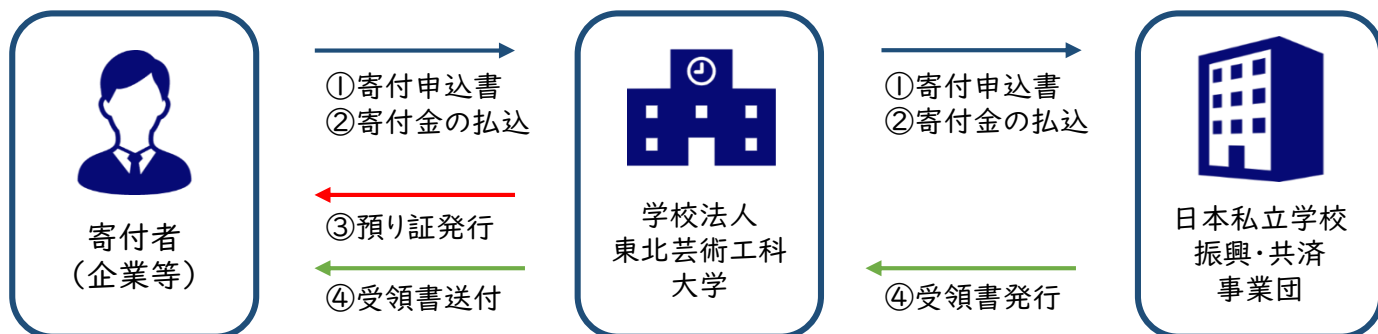 寄付者
（企業等）
①寄付申込書
②寄付金の払込
③預り証発行
④受領書送付
学校法人
東北芸術工科
大学
①寄付申込書
②寄付金の払込
④受領書発行
日本私立学校
振興・共済
事業団